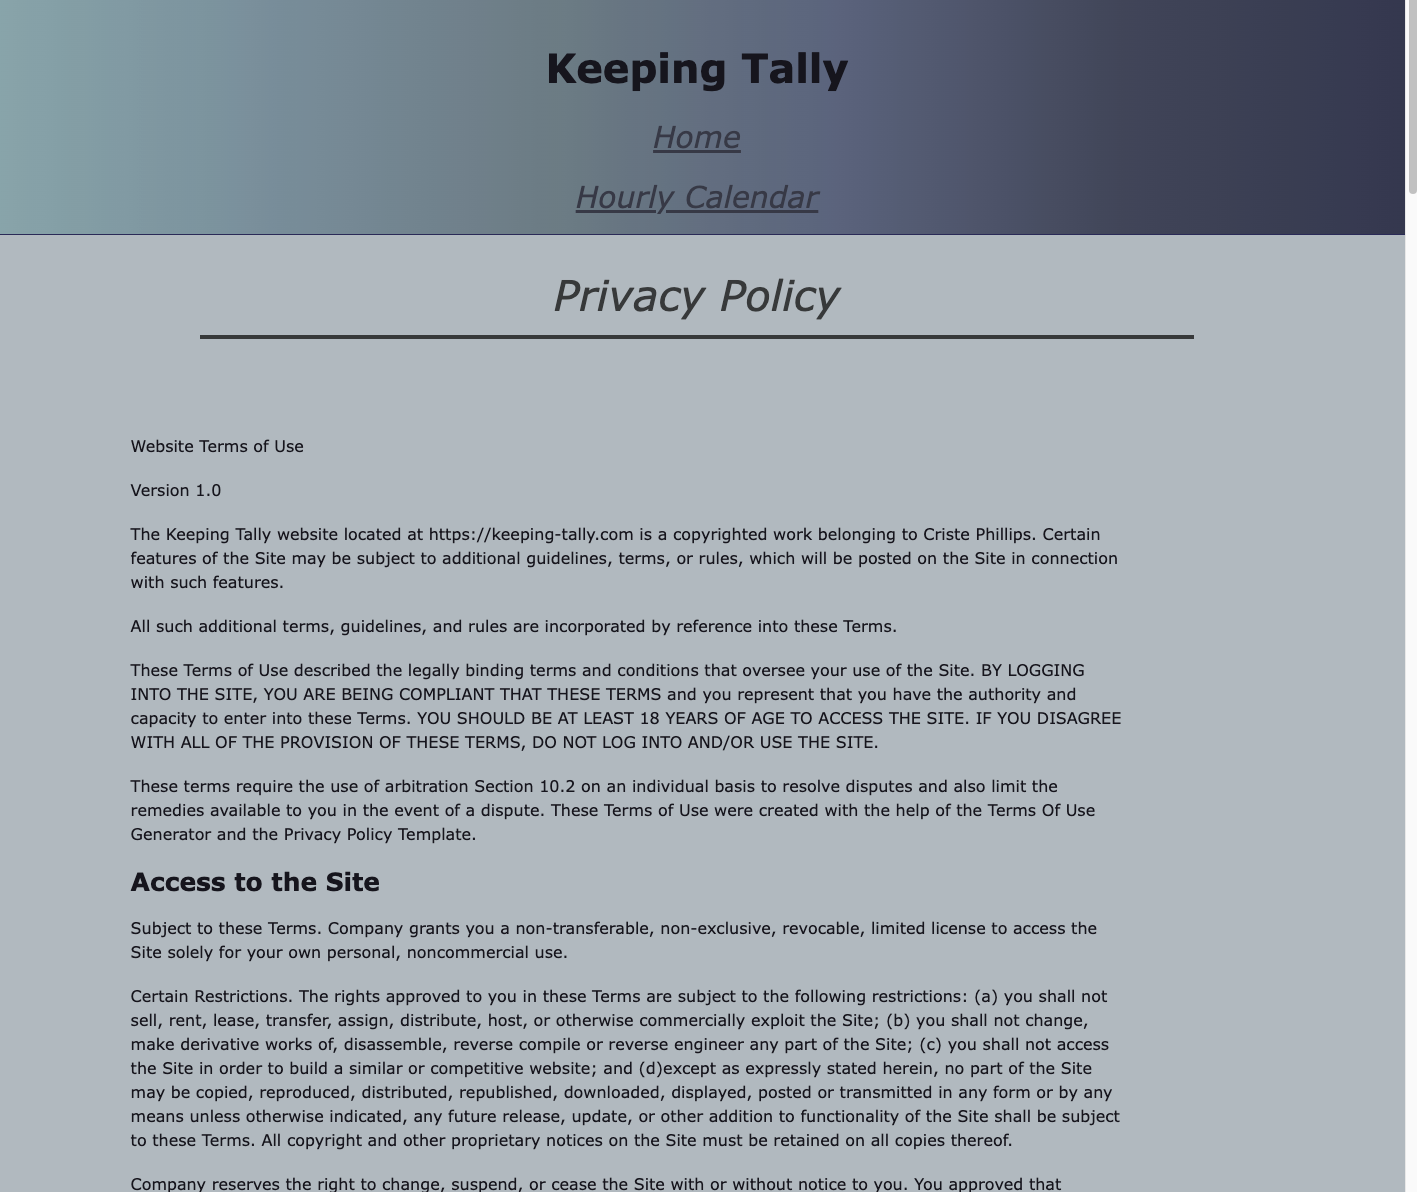 Keeping Tally
Home
Hourly Calendar
Privacy Policy
Website Terms of Use
Version 1.0
The Keeping Tally website located at https://keeping-tally.com is a copyrighted work belonging to Criste Phillips. Certain
features of the Site may be subject to additional guidelines, terms, or rules, which will be posted on the Site in connection
with such features.
All such additional terms, guidelines, and rules are incorporated by reference into these Terms.
These Terms of Use described the legally binding terms and conditions that oversee your use of the Site. BY LOGGING
INTO THE SITE, YOU ARE BEING COMPLIANT THAT THESE TERMS and you represent that you have the authority and
capacity to enter into these Terms. YOU SHOULD BE AT LEAST 18 YEARS OF AGE TO ACCESS THE SITE. IF YOU DISAGREE
WITH ALL OF THE PROVISION OF THESE TERMS, DO NOT LOG INTO AND/OR USE THE SITE.
These terms require the use of arbitration Section 10.2 on an individual basis to resolve disputes and also limit the
remedies available to you in the event of a dispute. These Terms of Use were created with the help of the Terms Of Use
Generator and the Privacy Policy Template.
Access to the Site
Subject to these Terms. Company grants you a non-transferable, non-exclusive, revocable, limited license to access the
Site solely for your own personal, noncommercial use.
Certain Restrictions. The rights approved to you in these Terms are subject to the following restrictions: (a) you shall not
sell, rent, lease, transfer, assign, distribute, host, or otherwise commercially exploit the Site; (b) you shall not change,
make derivative works of, disassemble, reverse compile or reverse engineer any part of the Site; (c) you shall not access
the Site in order to build a similar or competitive website; and (d)except as expressly stated herein, no part of the Site
may be copied, reproduced, distributed, republished, downloaded, displayed, posted or transmitted in any form or by any
means unless otherwise indicated, any future release, update, or other addition to functionality of the Site shall be subject
to these Terms. All copyright and other proprietary notices on the Site must be retained on all copies thereof.
Company reserves the right to change, suspend, or cease the Site with or without notice to you. You approved that